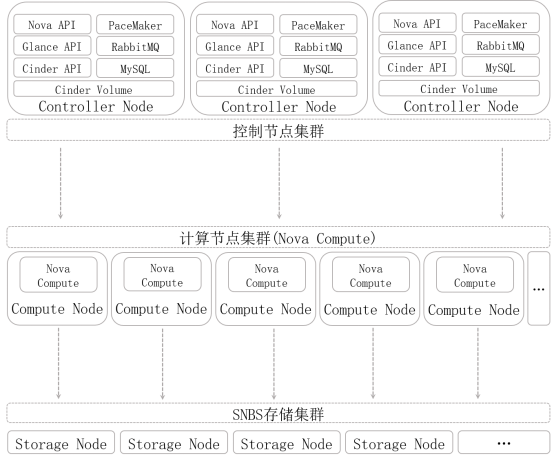 Nova API PaceMaker Nova API PaceMaker Nova API PaceMaker
Glance API RabbitMQ Glance API RabbitMQ Glance API RabbitMQ
Cinder API MySQL Cinder API MySQL Cinder API MySQL
Cinder Volume Cinder Volume Cinder Volume
Controller Node Controller Node Controller Node
控制节点集群
计算节点集群(Nova Compute)
Nova Nova Nova Nova Nova
Compute Compute Compute Compute Compute ...
Compute Node Compute Node Compute Node Compute Node Compute Node
SNBS存储集群
Storage Node Storage Node Storage Node Storage Node ...